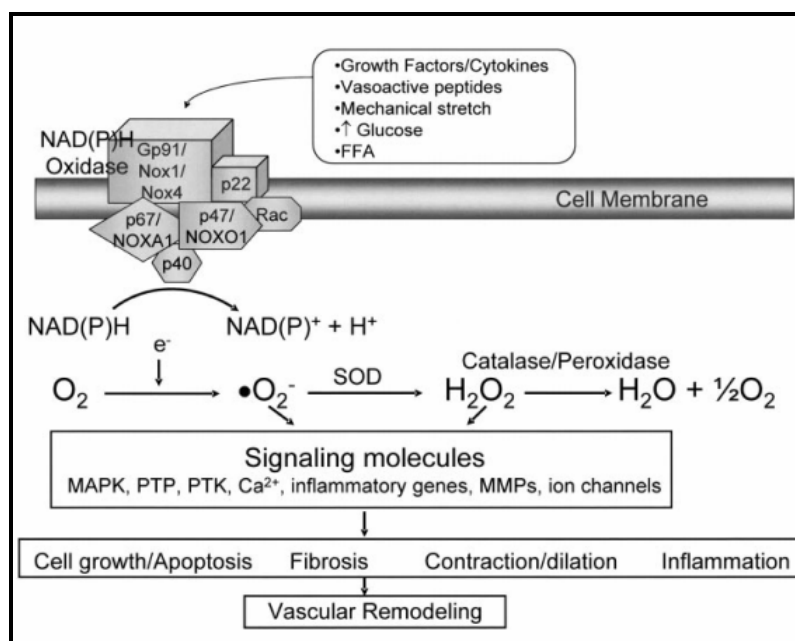 •Growth Factors/Cytokines
•Vasoactive peptides
•Mechanical stretch
•↑ Glucose
•FFA
NAD(P)H
Oxidase
Gp91/
Nox1/
Nox4
p22
Cell Membrane
p67/
NOXA1
p47/
NOXO1
Rac
p40
NAD(P)H
NAD(P)⁺ + H⁺
e⁻
O₂
●O₂⁻
SOD
H₂O₂
Catalase/Peroxidase
H₂O + ½O₂
Signaling molecules
MAPK, PTP, PTK, Ca²⁺, inflammatory genes, MMPs, ion channels
Cell growth/Apoptosis Fibrosis Contraction/dilation Inflammation
Vascular Remodeling